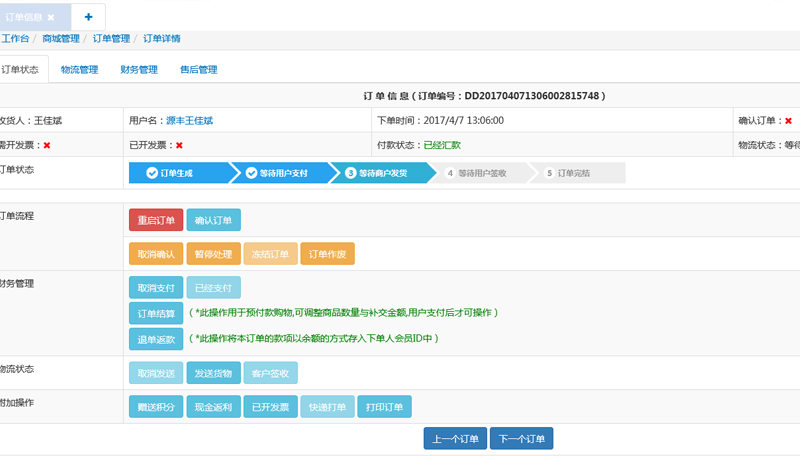 订单信息 ✖ +
工作台 / 商城管理 / 订单管理 / 订单详情
订单状态 物流管理 财务管理 售后管理
订 单 信 息（订单编号：DD201704071306002815748）
收货人：王佳斌 用户名：源丰王佳斌 下单时间：2017/4/7 13:06:00 确认订单：✖
需开发票：✖ 已开发票：✖ 付款状态：已经汇款 物流状态：等待
订单状态 订单生成 等待用户支付 3 等待商户发货 4 等待用户签收 5 订单完结
订单流程 重启订单 确认订单
取消确认 暂停处理 冻结订单 订单作废
财务管理 取消支付 已经支付
订单结算 （*此操作用于预付款购物,可调整商品数量与补交金额,用户支付后才可操作）
退单返款 （*此操作将本订单的款项以余额的方式存入下单人会员ID中）
物流状态 取消发送 发送货物 客户签收
附加操作 赠送积分 现金返利 已开发票 快递打单 打印订单
上一个订单 下一个订单